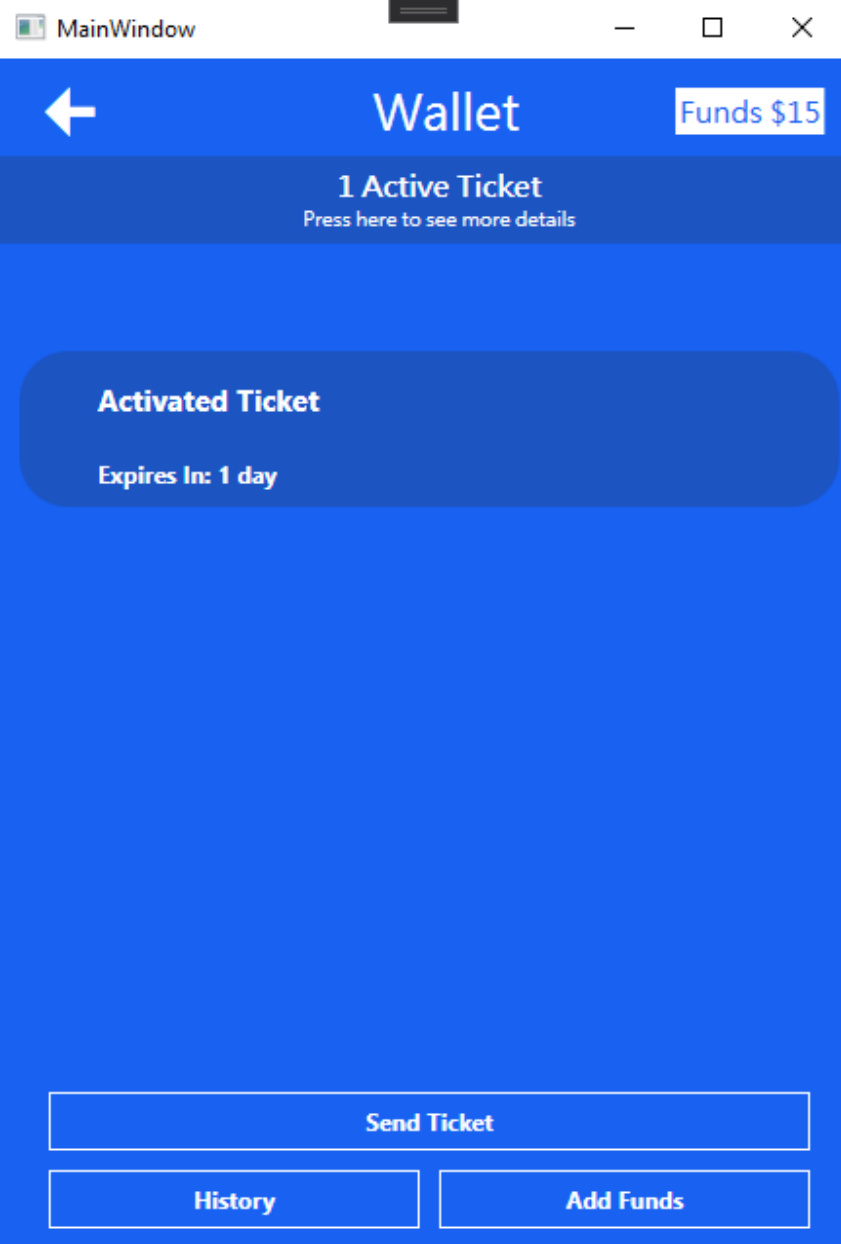 MainWindow
Wallet
Funds $15
1 Active Ticket
Press here to see more details
Activated Ticket
Expires In: 1 day
Send Ticket
History
Add Funds